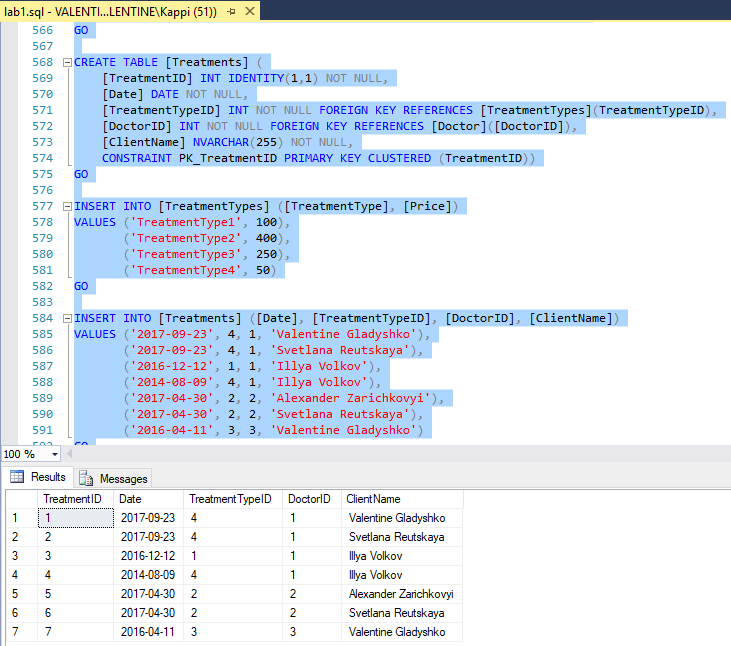 lab1.sql - VALENTI...LENTINE\Kappi (51))
566 GO
567
568 CREATE TABLE [Treatments] (
569 [TreatmentID] INT IDENTITY(1,1) NOT NULL,
570 [Date] DATE NOT NULL,
571 [TreatmentTypeID] INT NOT NULL FOREIGN KEY REFERENCES [TreatmentTypes](TreatmentTypeID),
572 [DoctorID] INT NOT NULL FOREIGN KEY REFERENCES [Doctor]([DoctorID]),
573 [ClientName] NVARCHAR(255) NOT NULL,
574 CONSTRAINT PK_TreatmentID PRIMARY KEY CLUSTERED (TreatmentID))
575 GO
576
577 INSERT INTO [TreatmentTypes] ([TreatmentType], [Price])
578 VALUES ('TreatmentType1', 100),
579 ('TreatmentType2', 400),
580 ('TreatmentType3', 250),
581 ('TreatmentType4', 50)
582 GO
583
584 INSERT INTO [Treatments] ([Date], [TreatmentTypeID], [DoctorID], [ClientName])
585 VALUES ('2017-09-23', 4, 1, 'Valentine Gladyshko'),
586 ('2017-09-23', 4, 1, 'Svetlana Reutskaya'),
587 ('2016-12-12', 1, 1, 'Illya Volkov'),
588 ('2014-08-09', 4, 1, 'Illya Volkov'),
589 ('2017-04-30', 2, 2, 'Alexander Zarichkovyi'),
590 ('2017-04-30', 2, 2, 'Svetlana Reutskaya'),
591 ('2016-04-11', 3, 3, 'Valentine Gladyshko')
592 GO
100 %
Results Messages
TreatmentID Date TreatmentTypeID DoctorID ClientName
1 1 2017-09-23 4 1 Valentine Gladyshko
2 2 2017-09-23 4 1 Svetlana Reutskaya
3 3 2016-12-12 1 1 Illya Volkov
4 4 2014-08-09 4 1 Illya Volkov
5 5 2017-04-30 2 2 Alexander Zarichkovyi
6 6 2017-04-30 2 2 Svetlana Reutskaya
7 7 2016-04-11 3 3 Valentine Gladyshko